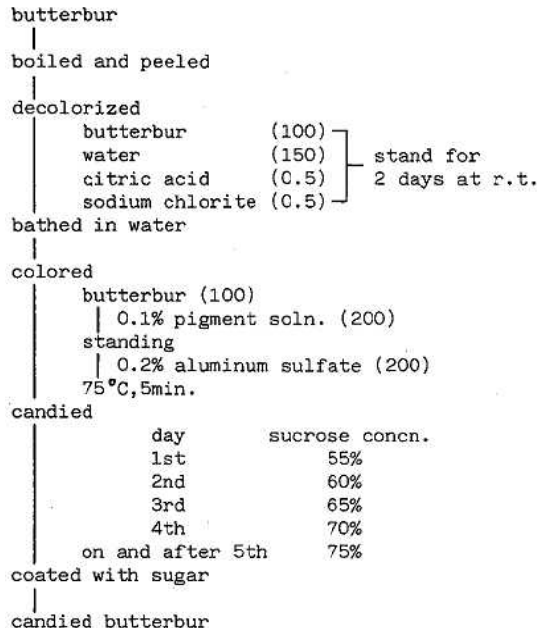 butterbur
boiled and peeled
decolorized
butterbur (100)
water (150) stand for
citric acid (0.5) 2 days at r.t.
sodium chlorite (0.5)
bathed in water
colored
butterbur (100)
0.1% pigment soln. (200)
standing
0.2% aluminum sulfate (200)
75°C,5min.
candied
day sucrose concn.
1st 55%
2nd 60%
3rd 65%
4th 70%
on and after 5th 75%
coated with sugar
candied butterbur